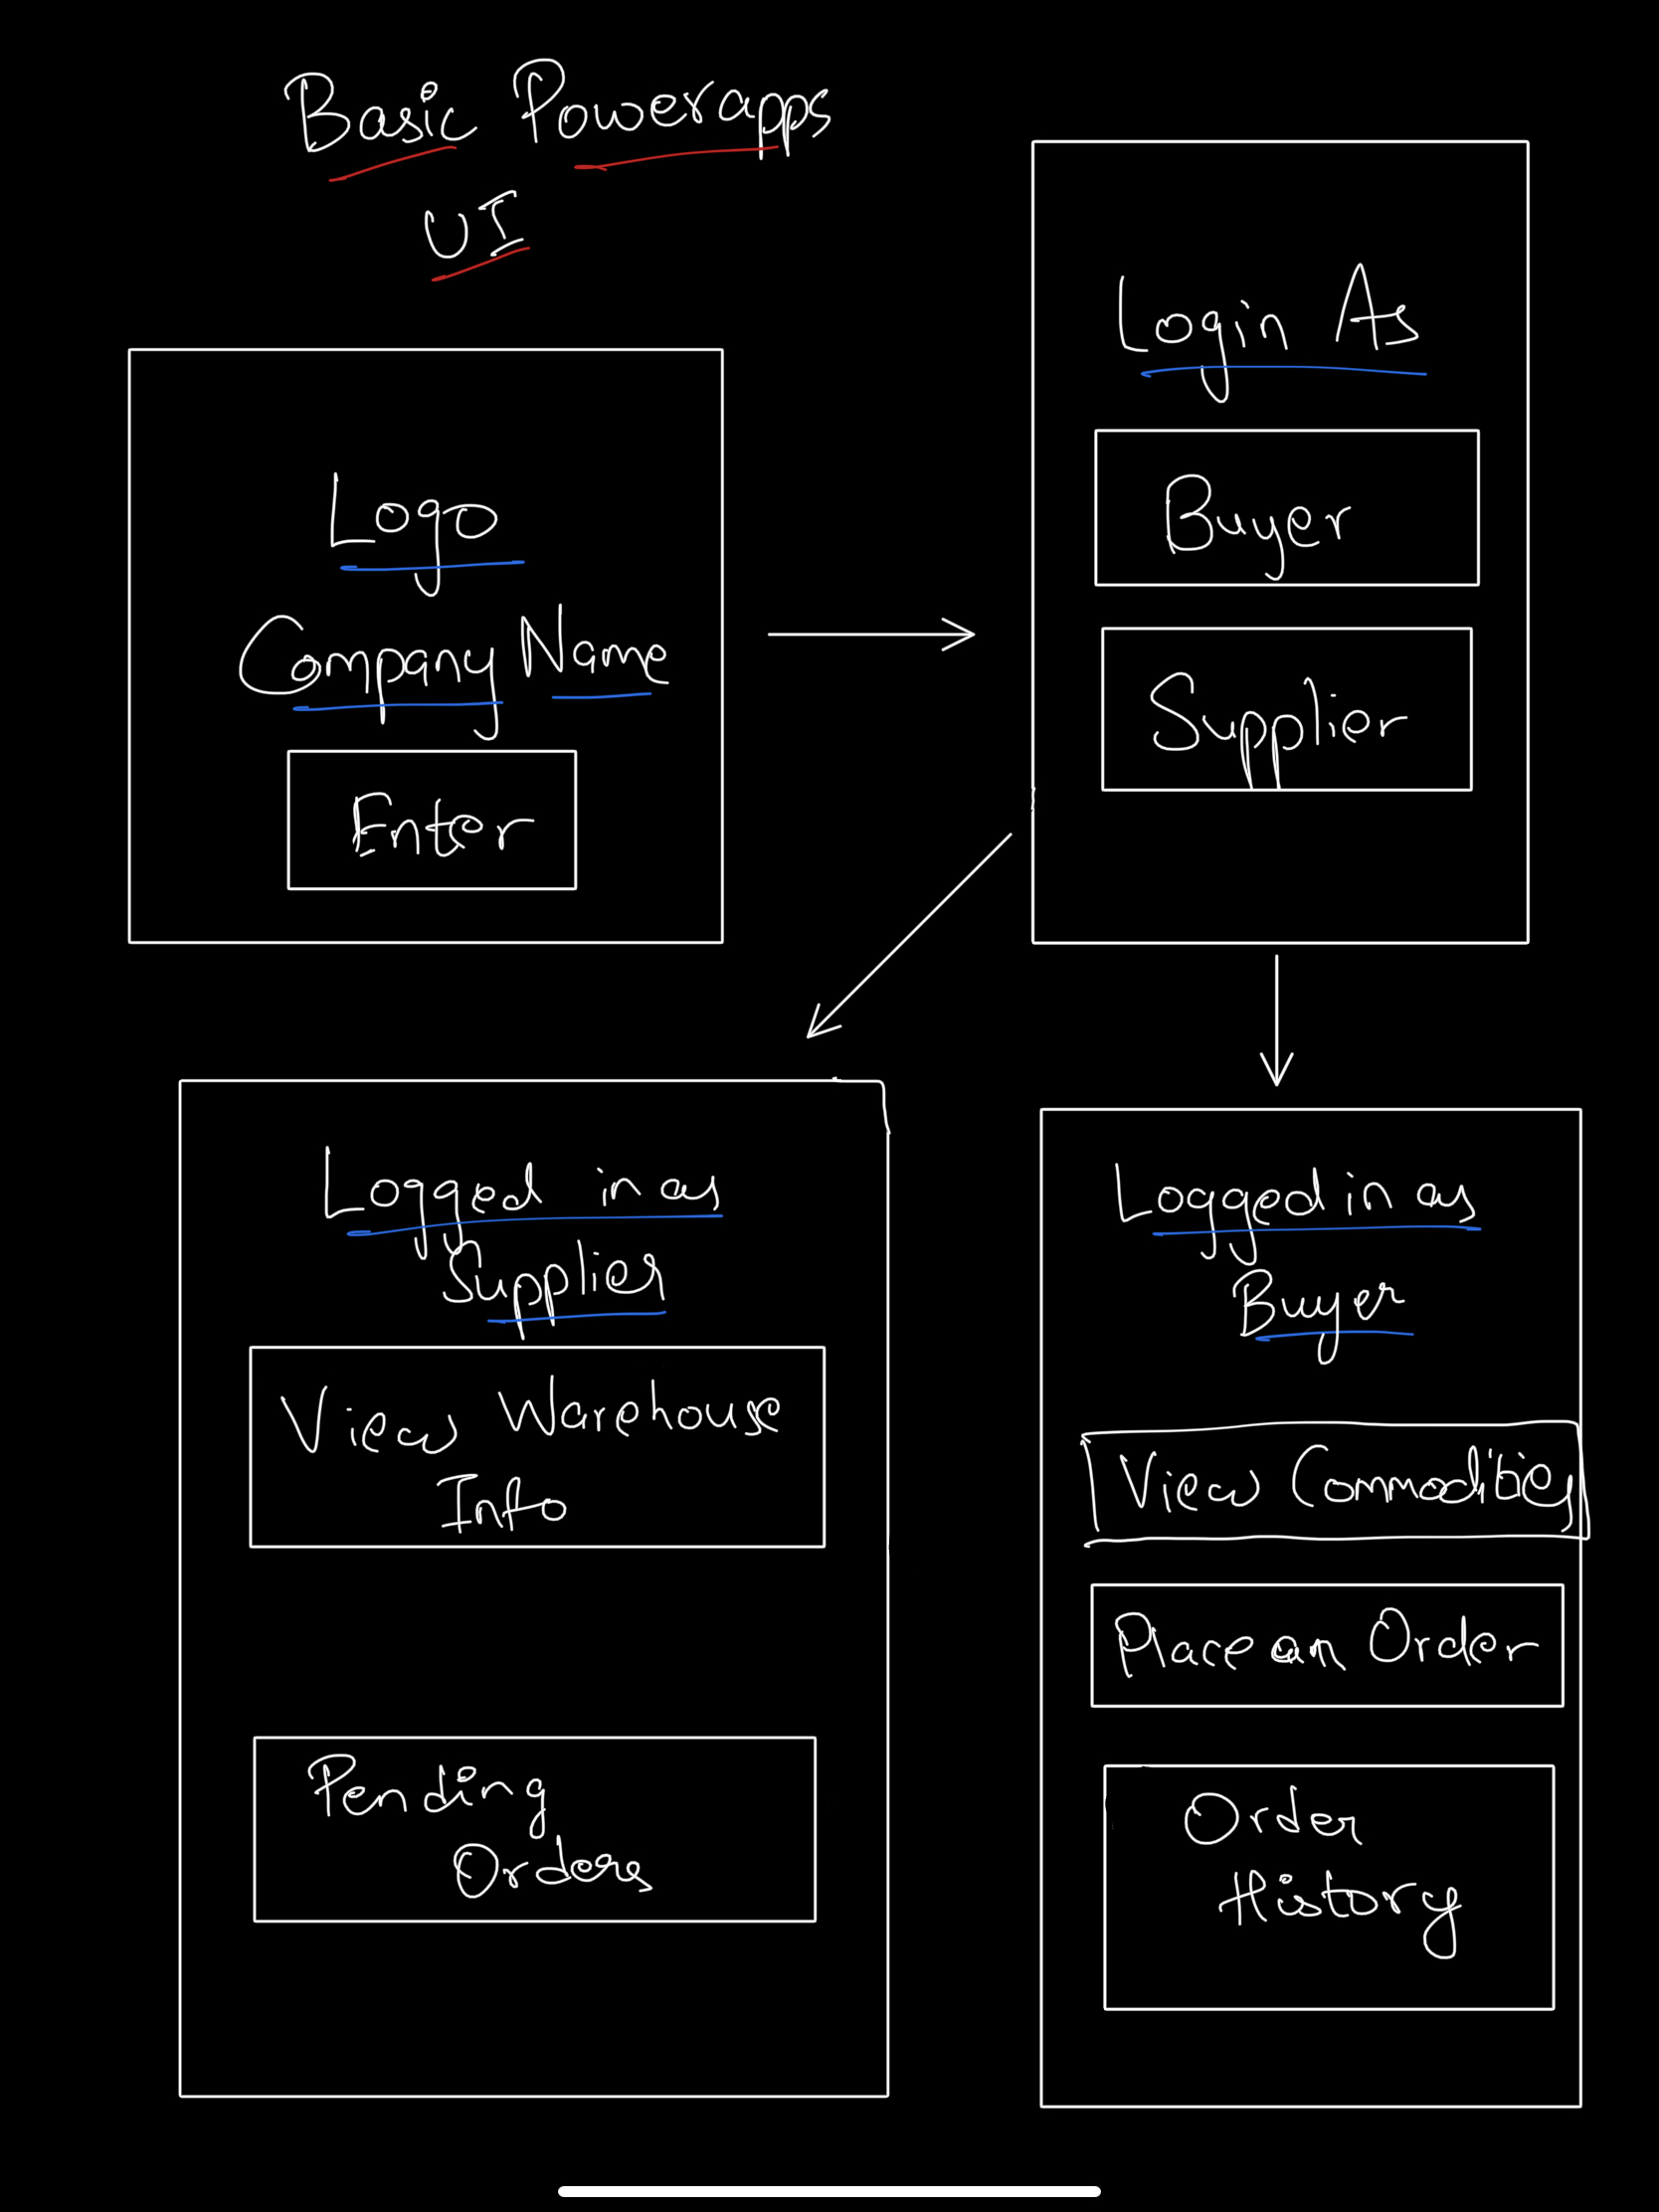 Basic Powerapps
UI
Logo
Company Name
Enter
Login As
Buyer
Supplier
Logged in as
Supplier
View Warehouse
Info
Pending
Orders
Logged in as
Buyer
View Commodities
Place an Order
Order
History